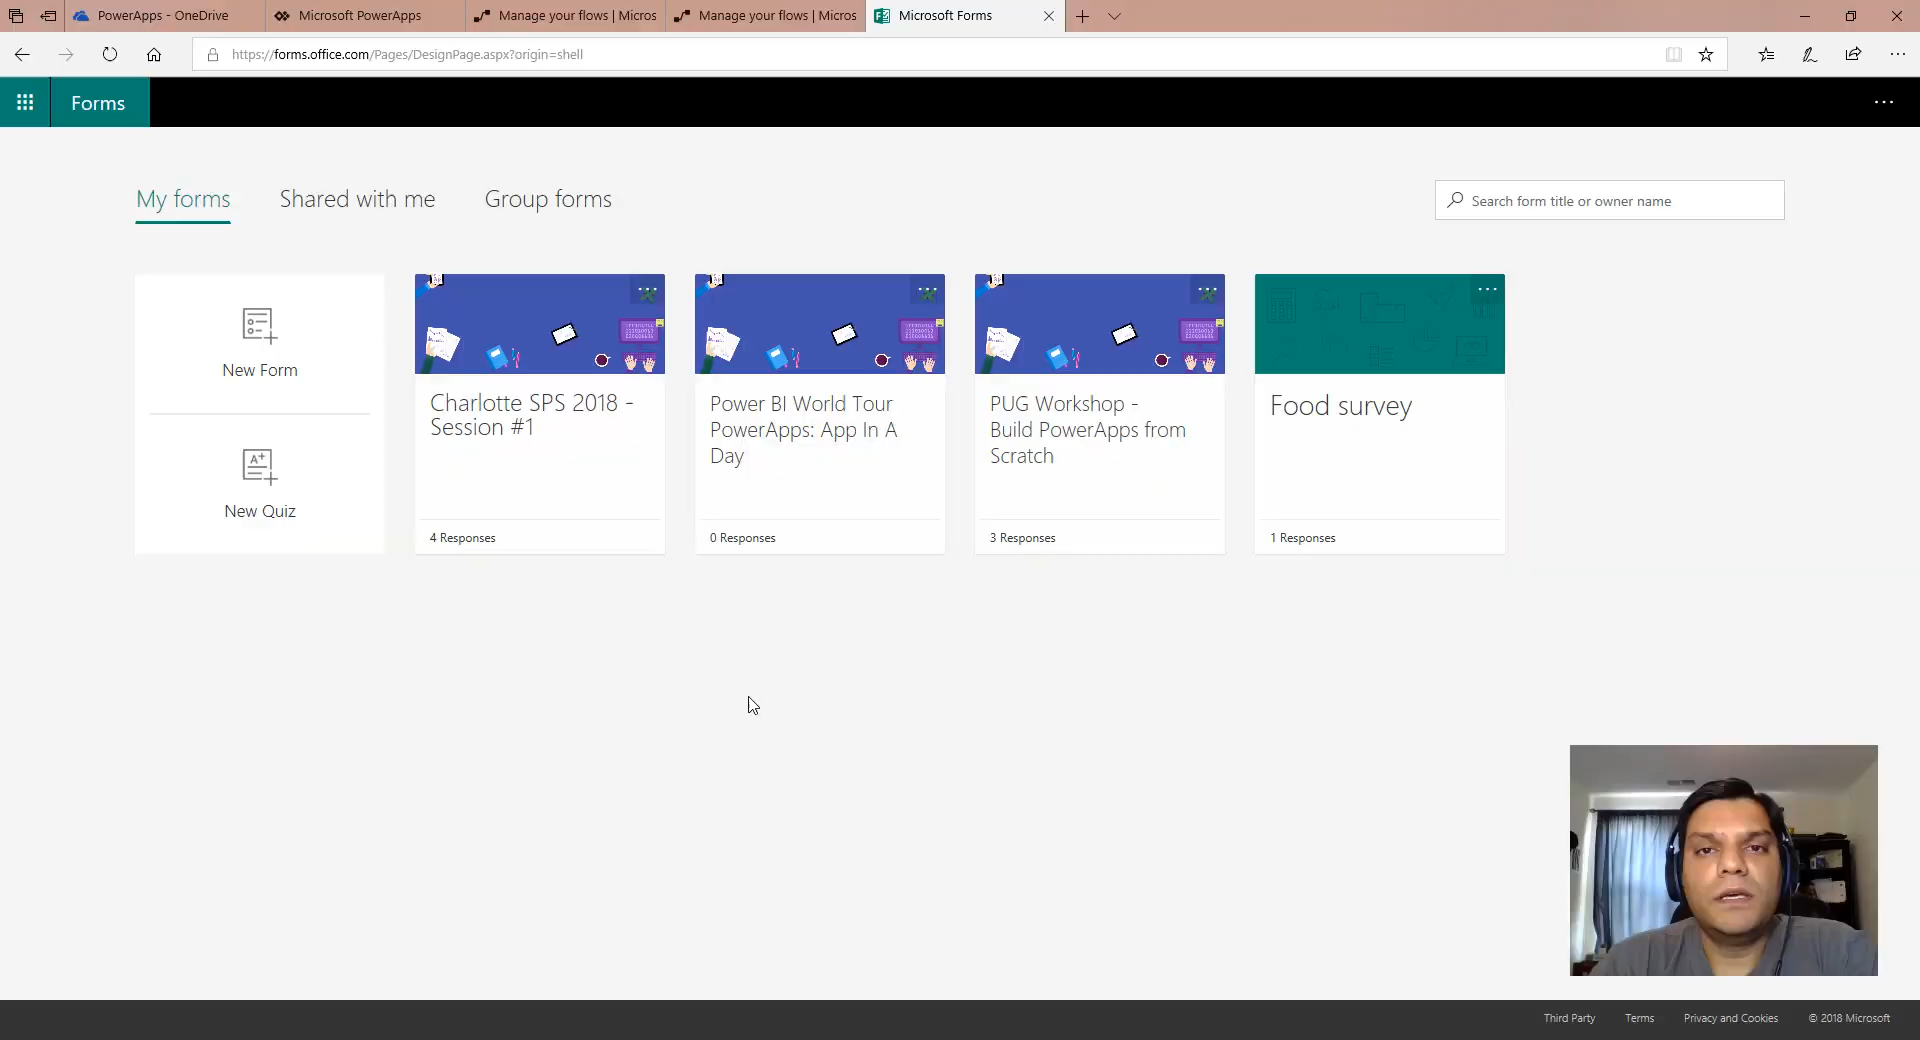 PowerApps - OneDrive
Microsoft PowerApps
Manage your flows | Micros
Manage your flows | Micros
Microsoft Forms
https://forms.office.com/Pages/DesignPage.aspx?origin=shell
Forms
My forms
Shared with me
Group forms
Search form title or owner name
New Form
New Quiz
Charlotte SPS 2018 -
Session #1
4 Responses
Power BI World Tour
PowerApps: App In A
Day
0 Responses
PUG Workshop -
Build PowerApps from
Scratch
3 Responses
Food survey
1 Responses
Third Party
Terms
Privacy and Cookies
© 2018 Microsoft